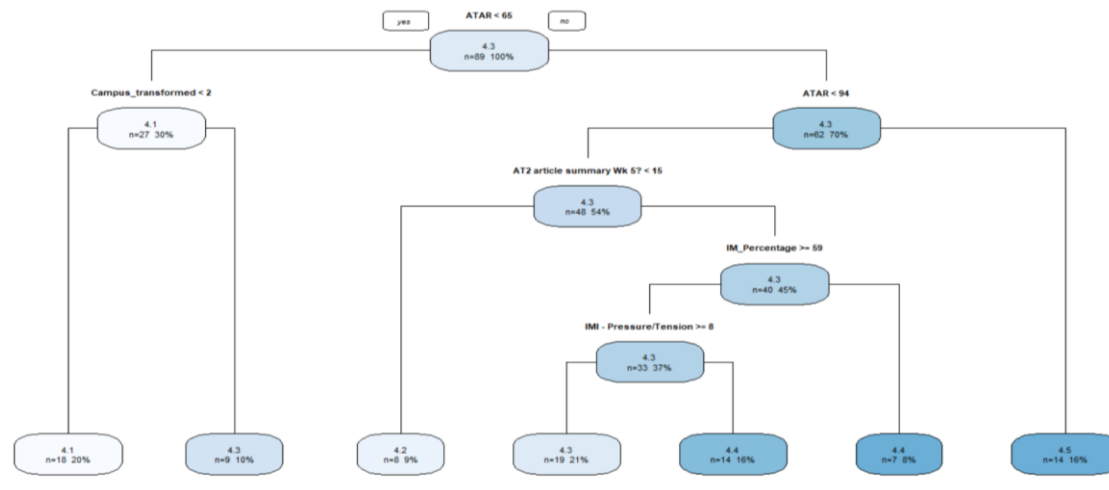 ATAR < 65
yes
no
4.3
n=89 100%
Campus_transformed < 2
ATAR < 94
4.1
n=27 30%
4.3
n=62 70%
AT2 article summary Wk 5? < 15
4.3
n=48 54%
IM_Percentage >= 59
4.3
n=40 45%
IMI - Pressure/Tension >= 8
4.3
n=33 37%
4.1
n=18 20%
4.3
n=9 10%
4.2
n=8 9%
4.3
n=19 21%
4.4
n=14 16%
4.4
n=7 8%
4.5
n=14 16%